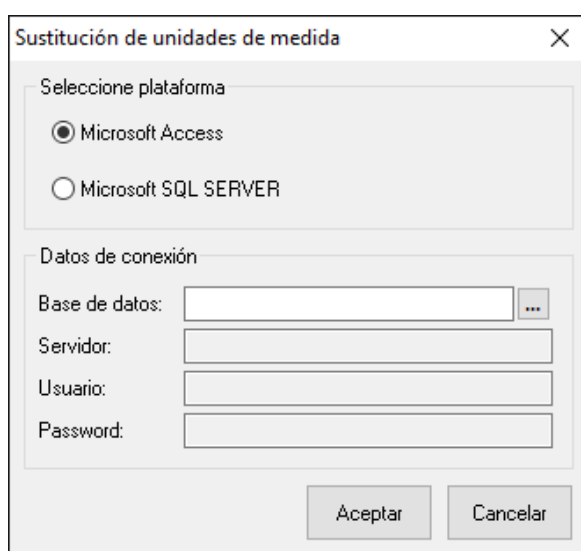 Sustitución de unidades de medida
Seleccione plataforma
Microsoft Access
Microsoft SQL SERVER
Datos de conexión
Base de datos:
...
Servidor:
Usuario:
Password:
Aceptar Cancelar